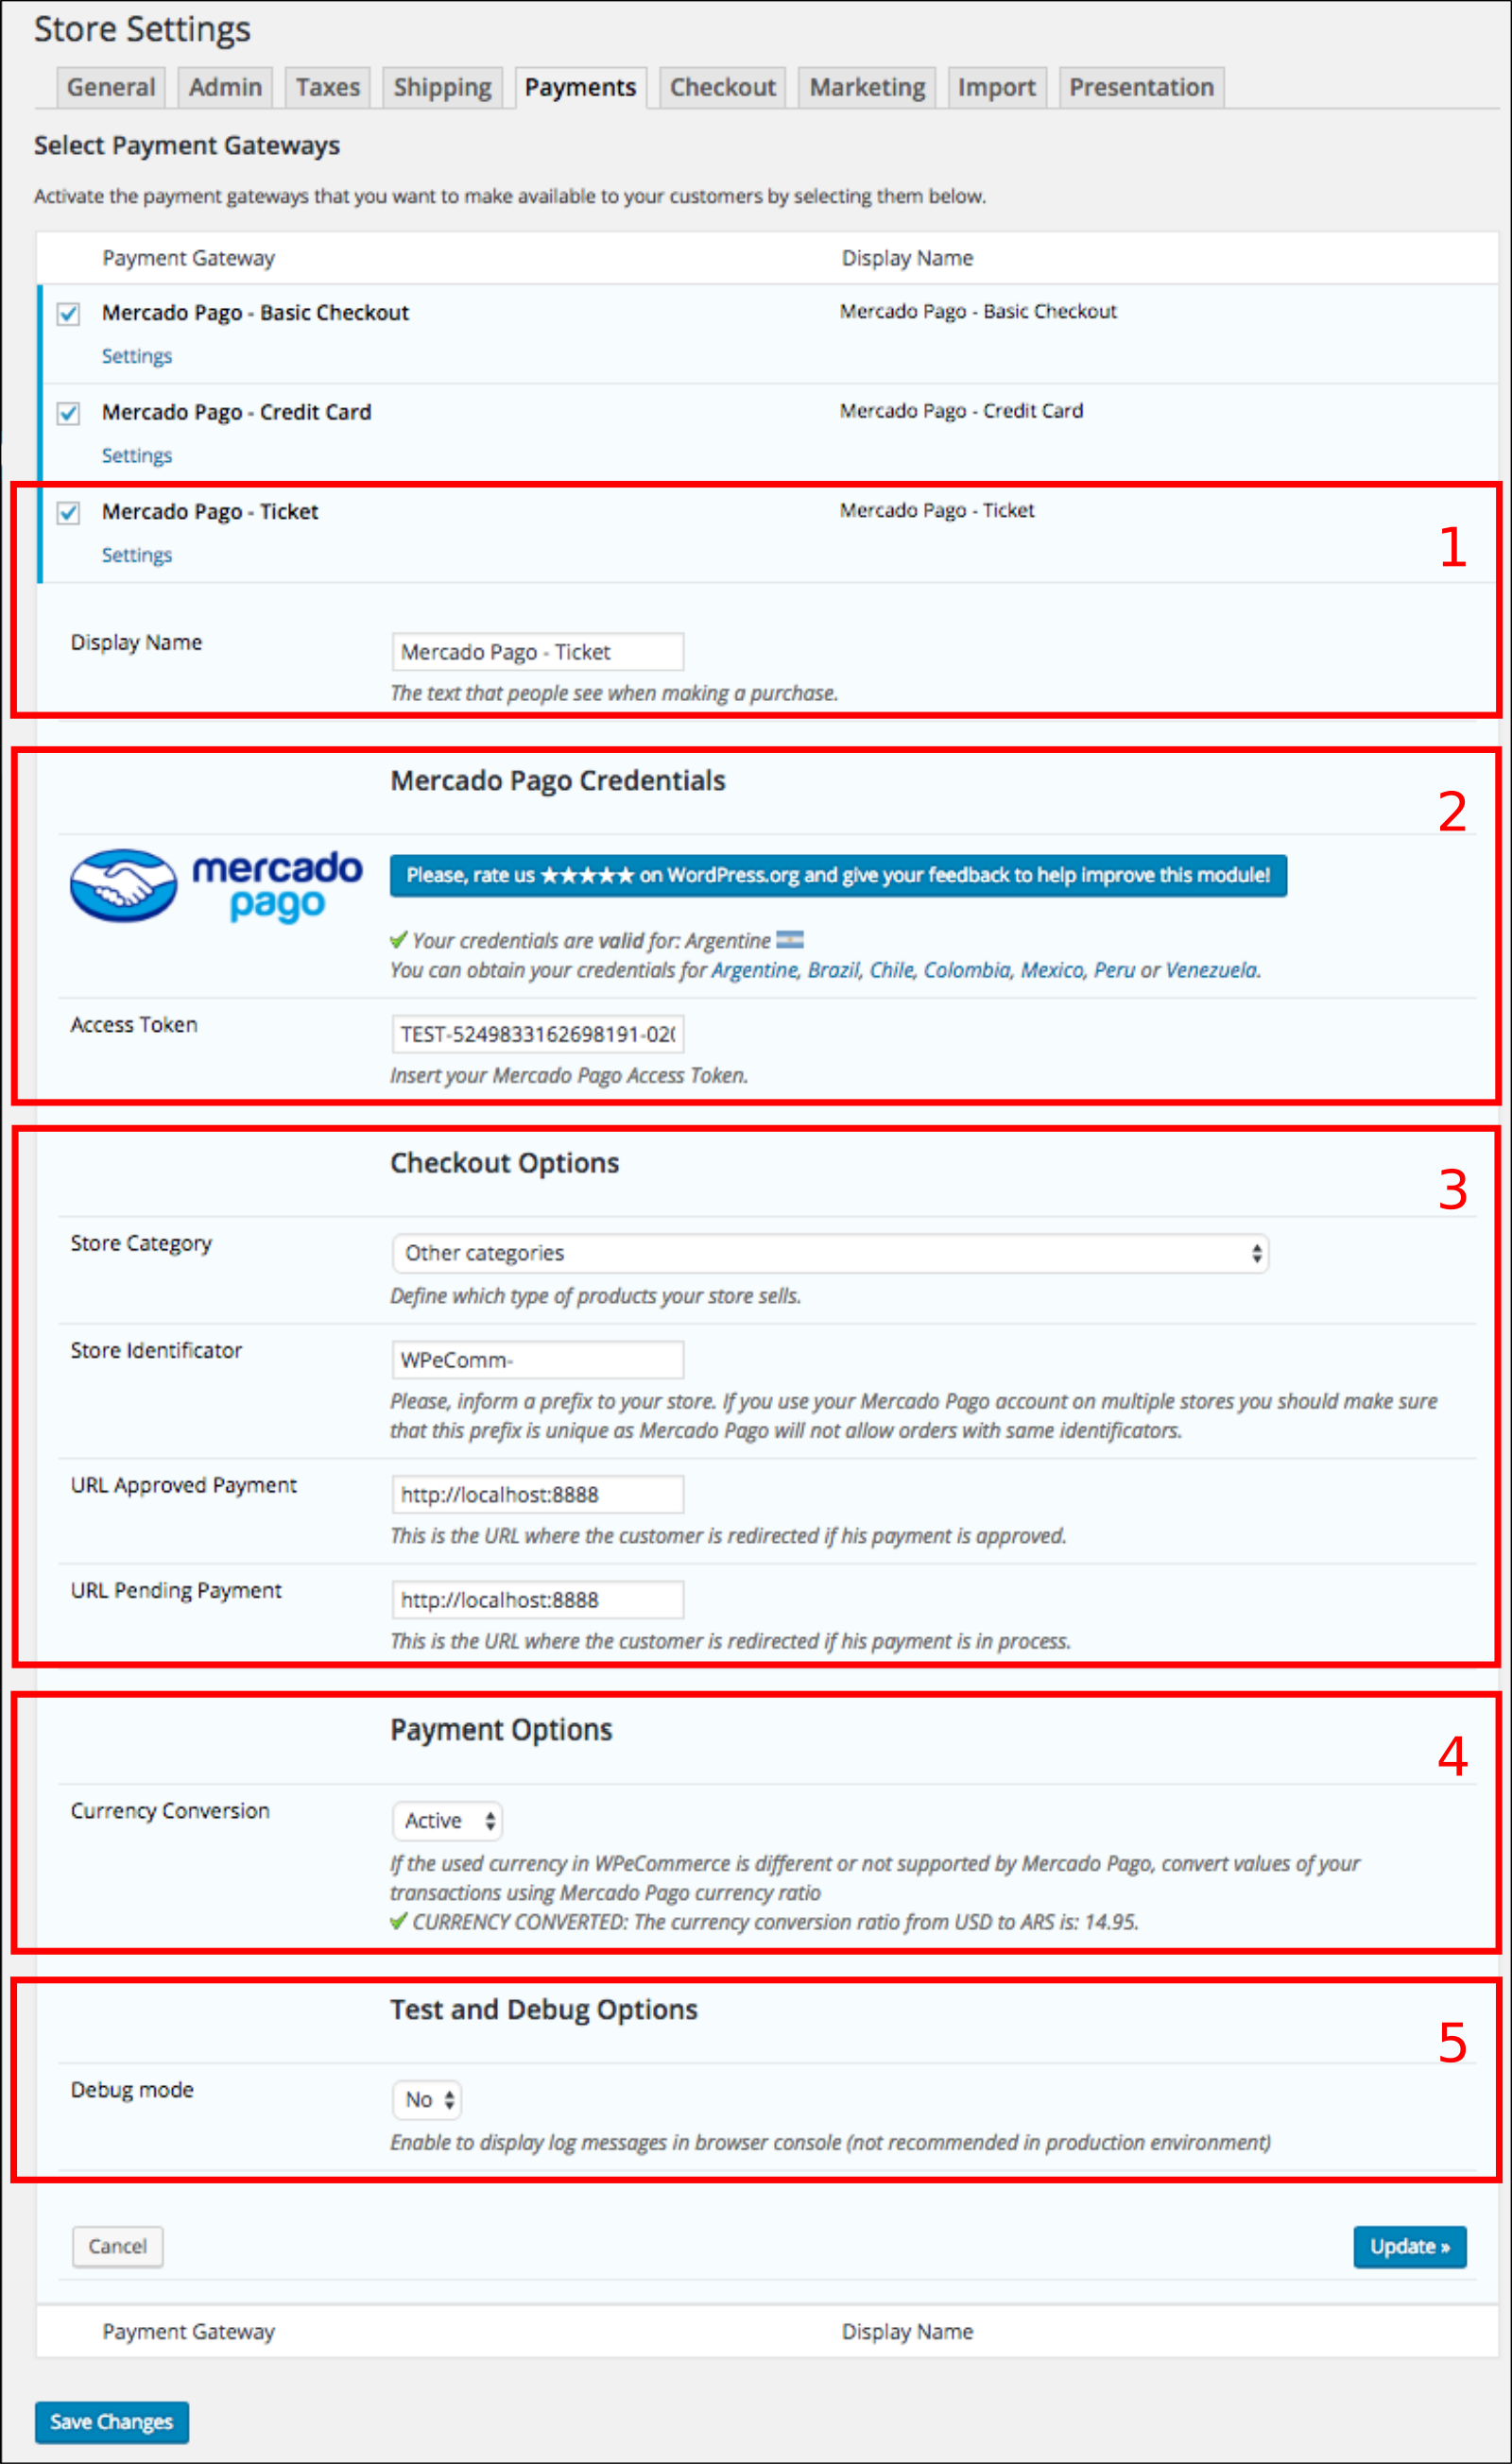 Store Settings
General Admin Taxes Shipping Payments Checkout Marketing Import Presentation
Select Payment Gateways
Activate the payment gateways that you want to make available to your customers by selecting them below.
Payment Gateway Display Name
Mercado Pago - Basic Checkout Mercado Pago - Basic Checkout
Settings
Mercado Pago - Credit Card Mercado Pago - Credit Card
Settings
Mercado Pago - Ticket Mercado Pago - Ticket
1
Settings
Display Name Mercado Pago - Ticket
The text that people see when making a purchase.
Mercado Pago Credentials
2
mercado pago
Please, rate us ★★★★★ on WordPress.org and give your feedback to help improve this module!
Your credentials are valid for: Argentine
You can obtain your credentials for Argentine, Brazil, Chile, Colombia, Mexico, Peru or Venezuela.
Access Token TEST-5249833162698191-02(
Insert your Mercado Pago Access Token.
Checkout Options
3
Store Category Other categories
Define which type of products your store sells.
Store Identificator WPeComm-
Please, inform a prefix to your store. If you use your Mercado Pago account on multiple stores you should make sure
that this prefix is unique as Mercado Pago will not allow orders with same identificators.
URL Approved Payment http://localhost:8888
This is the URL where the customer is redirected if his payment is approved.
URL Pending Payment http://localhost:8888
This is the URL where the customer is redirected if his payment is in process.
Payment Options
4
Currency Conversion Active
If the used currency in WPeCommerce is different or not supported by Mercado Pago, convert values of your
transactions using Mercado Pago currency ratio
CURRENCY CONVERTED: The currency conversion ratio from USD to ARS is: 14.95.
Test and Debug Options
5
Debug mode No
Enable to display log messages in browser console (not recommended in production environment)
Cancel Update »
Payment Gateway Display Name
Save Changes